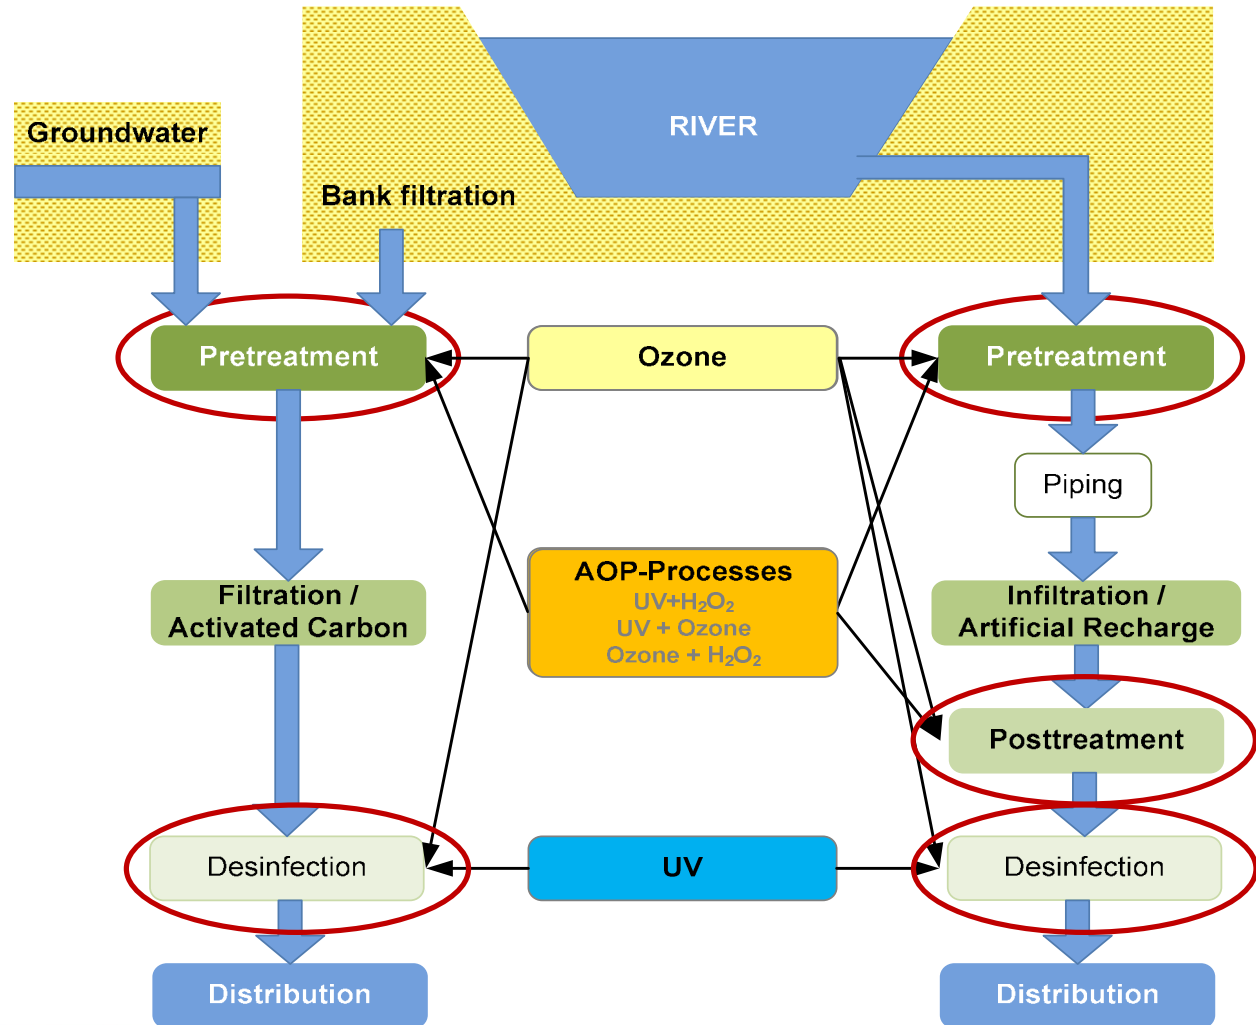 RIVER
Groundwater
Bank filtration
Pretreatment
Ozone
Pretreatment
Piping
AOP-Processes
UV+H₂O₂
UV + Ozone
Ozone + H₂O₂
Filtration /
Activated Carbon
Infiltration /
Artificial Recharge
Posttreatment
Desinfection
UV
Desinfection
Distribution
Distribution